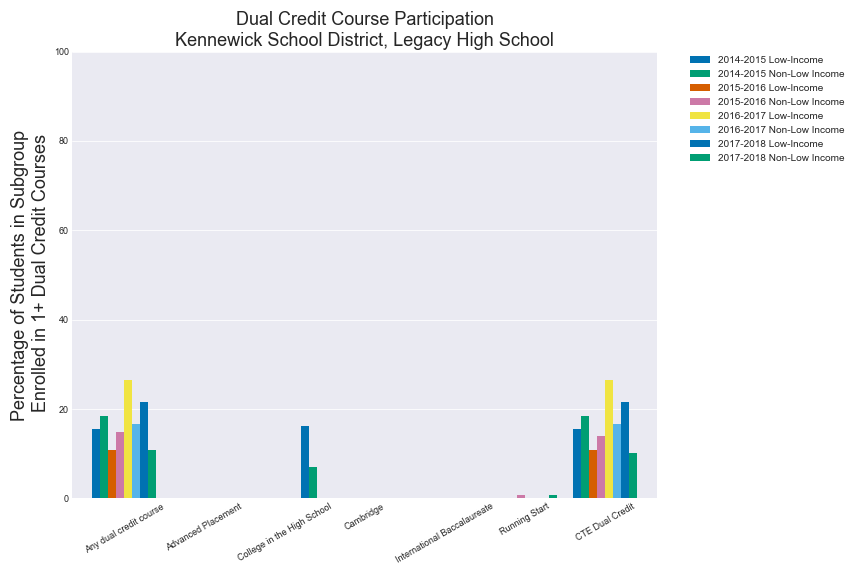 Dual Credit Course Participation
Kennewick School District, Legacy High School
Percentage of Students in Subgroup
Enrolled in 1+ Dual Credit Courses
100
80
60
40
20
0
Any dual credit course
Advanced Placement
College in the High School
Cambridge
International Baccalaureate
Running Start
CTE Dual Credit
2014-2015 Low-Income
2014-2015 Non-Low Income
2015-2016 Low-Income
2015-2016 Non-Low Income
2016-2017 Low-Income
2016-2017 Non-Low Income
2017-2018 Low-Income
2017-2018 Non-Low Income